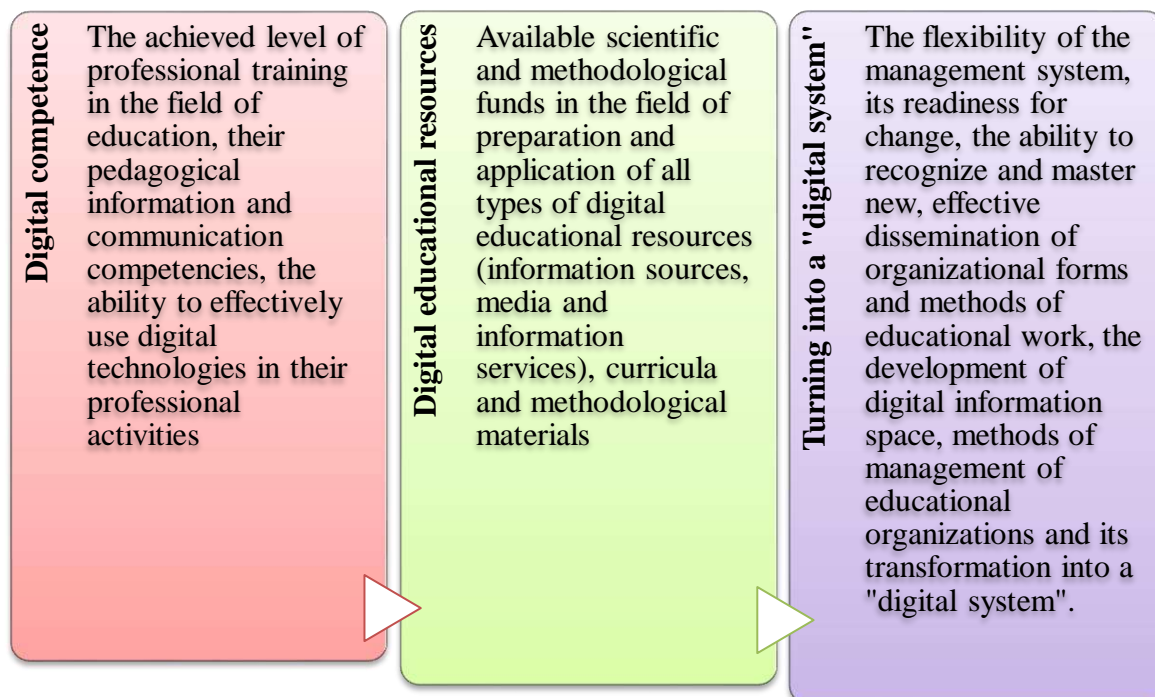 Digital competence
The achieved level of
professional training
in the field of
education, their
pedagogical
information and
communication
competencies, the
ability to effectively
use digital
technologies in their
professional
activities
Digital educational resources
Available scientific
and methodological
funds in the field of
preparation and
application of all
types of digital
educational resources
(information sources,
media and
information
services), curricula
and methodological
materials
Turning into a "digital system"
The flexibility of the
management system,
its readiness for
change, the ability to
recognize and master
new, effective
dissemination of
organizational forms
and methods of
educational work, the
development of
digital information
space, methods of
management of
educational
organizations and its
transformation into a
"digital system".